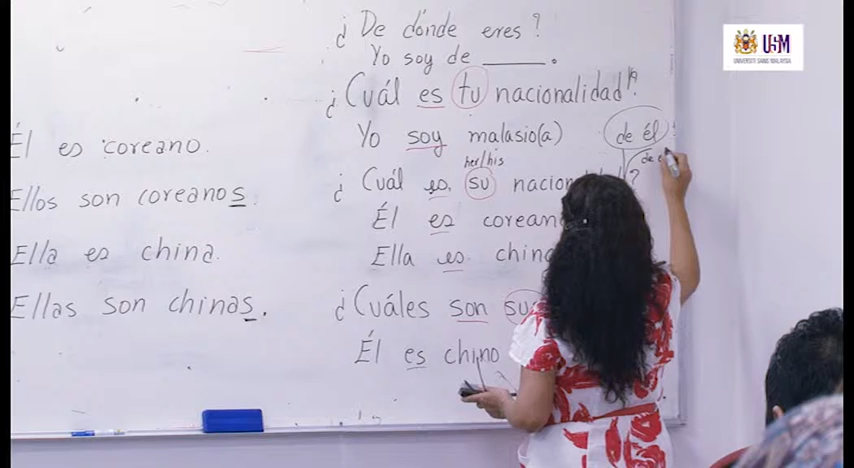 USM
UNIVERSITI SAINS MALAYSIA
Él es coreano.
Ellos son coreanos.
Ella es china.
Ellas son chinas.
¿De dónde eres?
Yo soy de ______.
¿Cuál es tu nacionalidad?
Yo soy malasio(a)
de él
de
her/his
¿Cuál es su
Él es
Ella es
¿Cuáles son
Él es chino